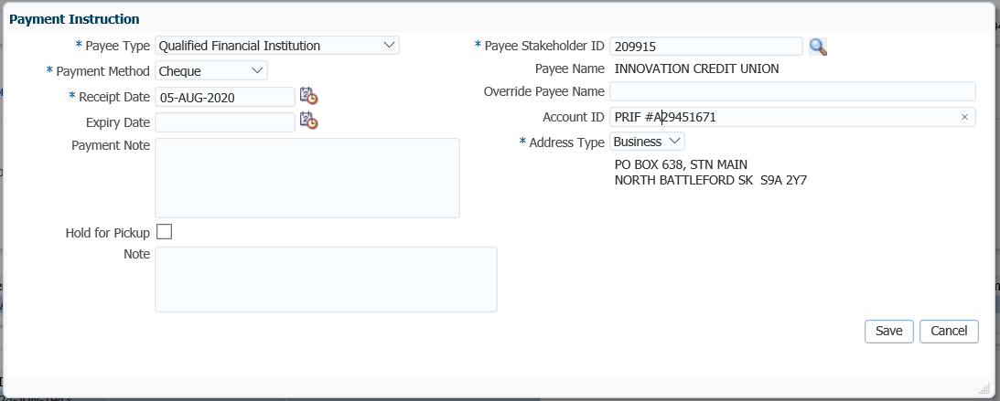 Payment Instruction
* Payee Type Qualified Financial Institution
* Payment Method Cheque
* Receipt Date 05-AUG-2020
Expiry Date
Payment Note
Hold for Pickup
Note
* Payee Stakeholder ID 209915
Payee Name INNOVATION CREDIT UNION
Override Payee Name
Account ID PRIF #A29451671 ×
* Address Type Business
PO BOX 638, STN MAIN
NORTH BATTLEFORD SK S9A 2Y7
Save Cancel